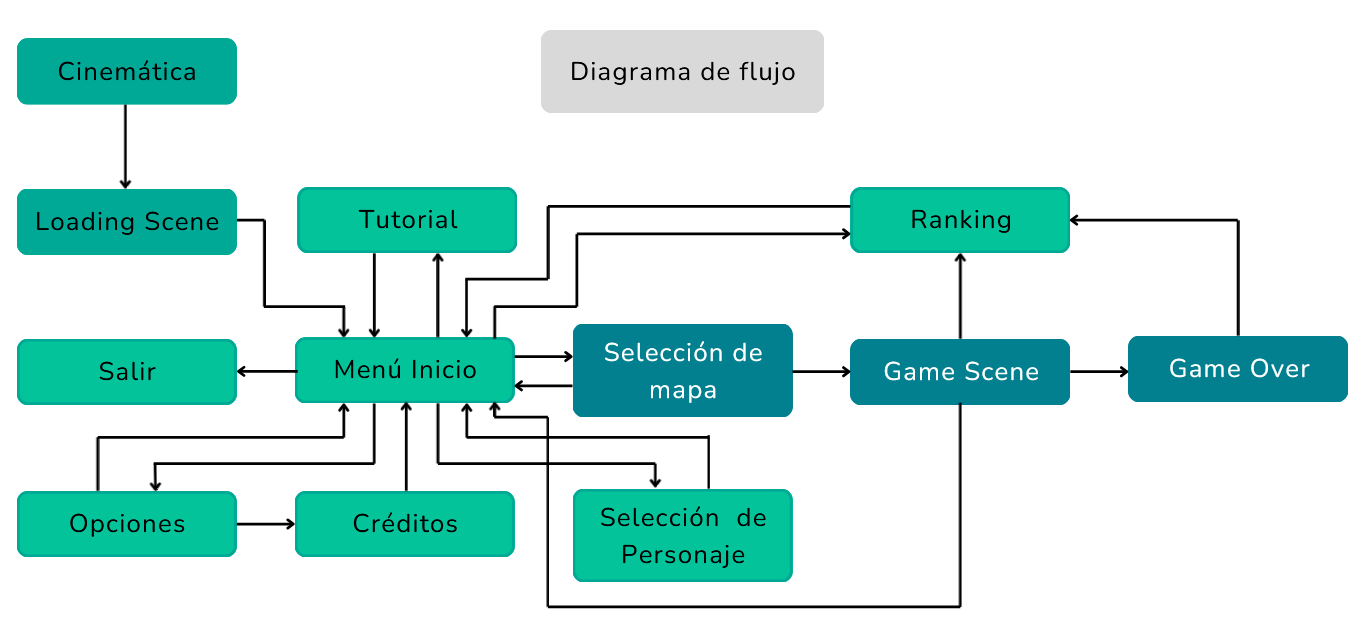 Cinemática
Diagrama de flujo
Loading Scene
Tutorial
Ranking
Salir
Menú Inicio
Selección de
mapa
Game Scene
Game Over
Opciones
Créditos
Selección de
Personaje